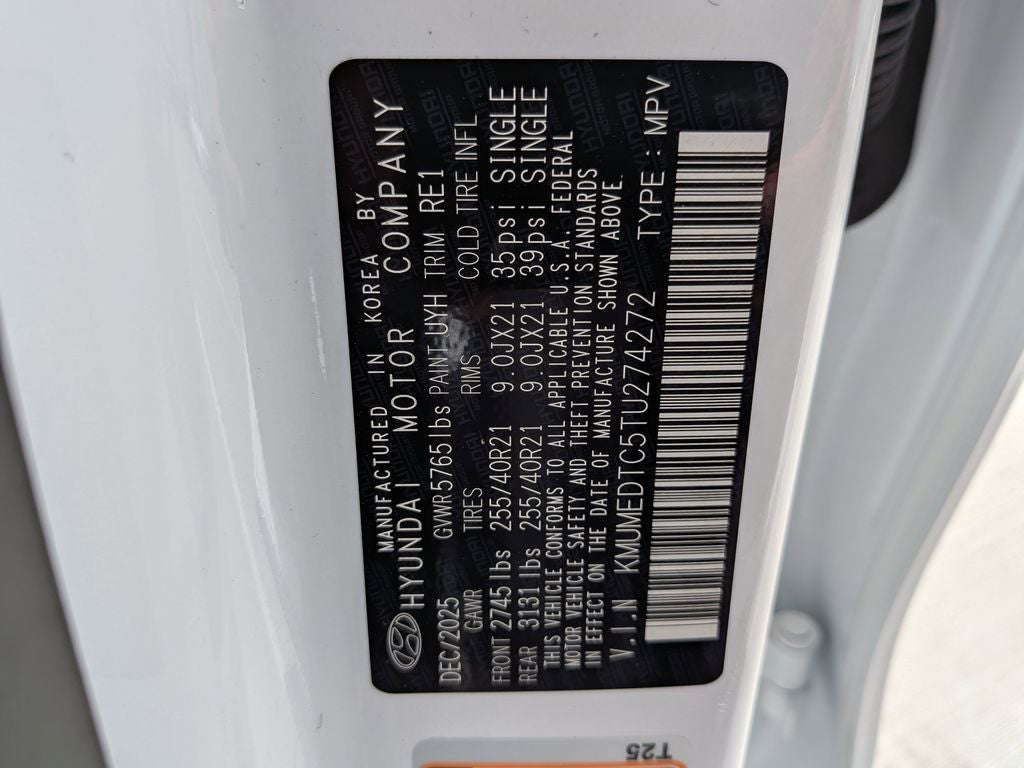 MANUFACTURED IN KOREA BY
HYUNDAI MOTOR COMPANY
DEC/2025 GVWR5765lbs PAINT UYH TRIM RE1
GAWR TIRES RIMS COLD TIRE INFL
FRONT 2745 lbs 255/40R21 9.0JX21 35psi SINGLE
REAR 3131 lbs 255/40R21 9.0JX21 39psi SINGLE
THIS VEHICLE CONFORMS TO ALL APPLICABLE U.S.A. FEDERAL
MOTOR VEHICLE SAFETY AND THEFT PREVENTION STANDARDS
IN EFFECT ON THE DATE OF MANUFACTURE SHOWN ABOVE.
V.I.N KMUMEDTC5TU274272 TYPE : MPV
T25